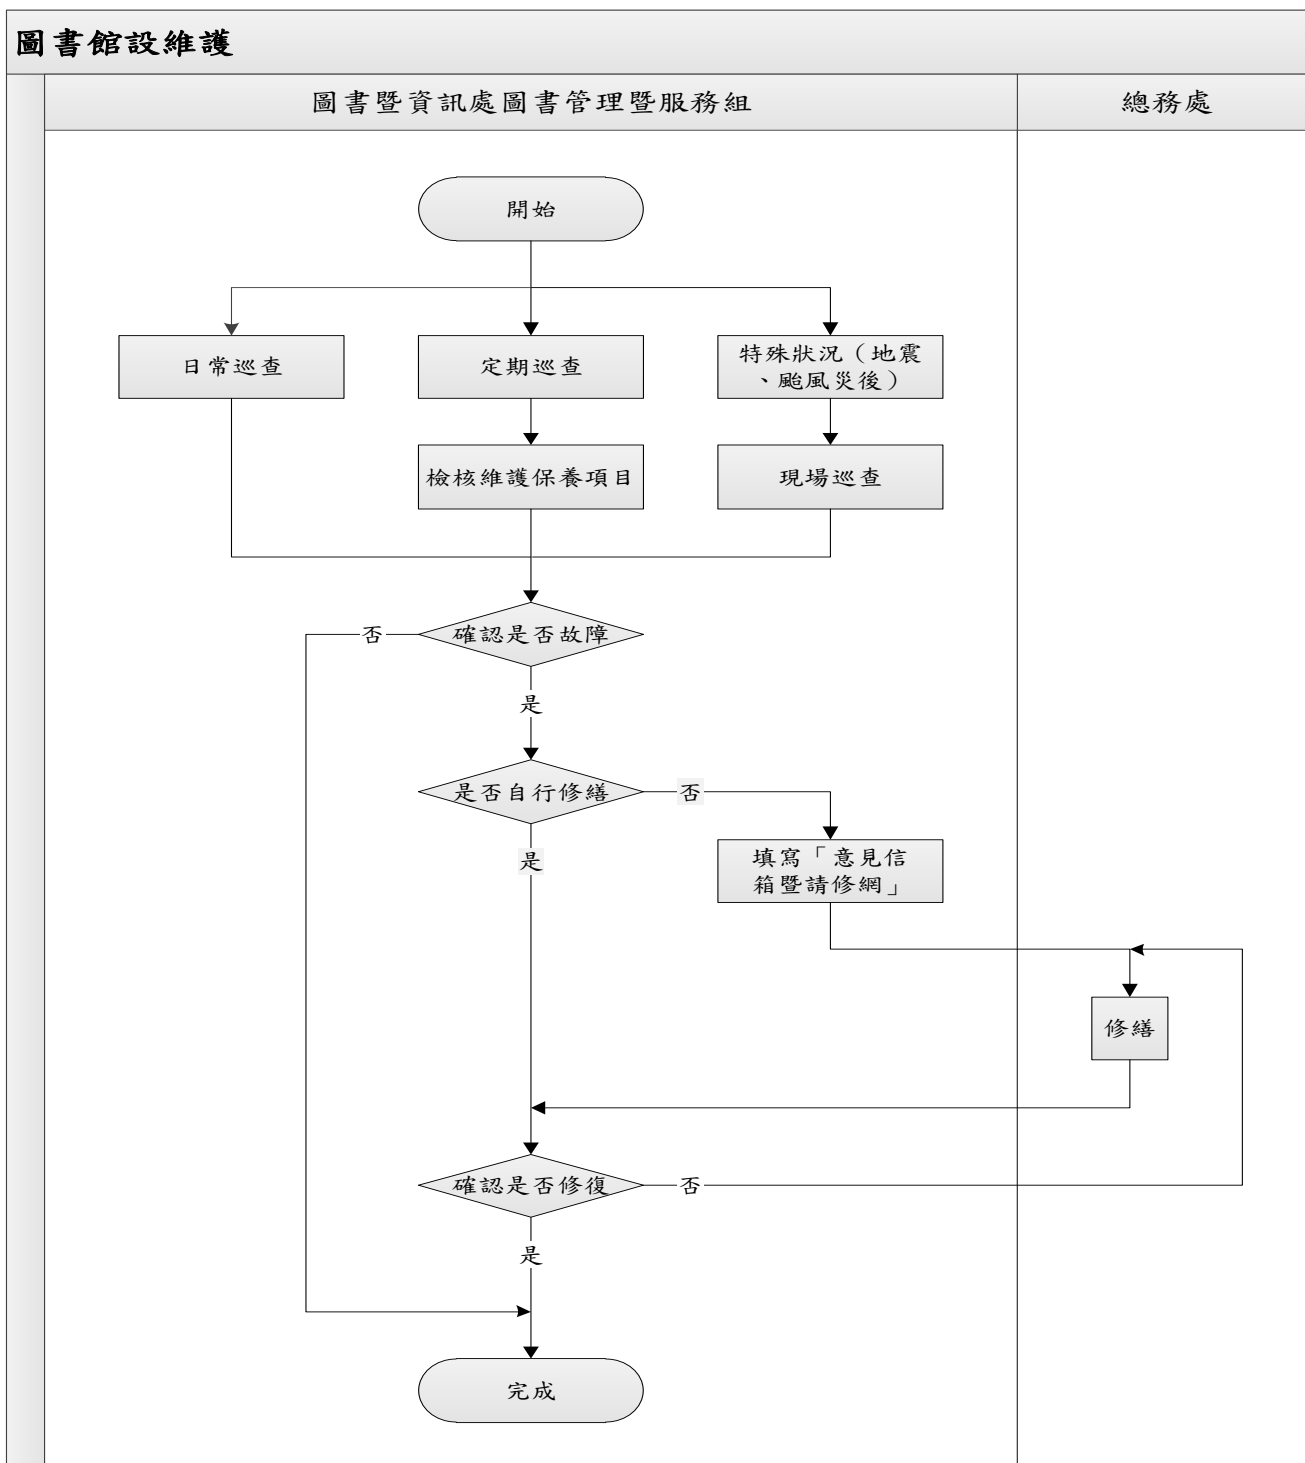 圖書館設維護
圖書暨資訊處圖書管理暨服務組
總務處
開始
日常巡查
定期巡查
特殊狀況（地震
、颱風災後）
檢核維護保養項目
現場巡查
確認是否故障
否
是
是否自行修繕
否
是
填寫「意見信
箱暨請修網」
修繕
確認是否修復
否
是
完成